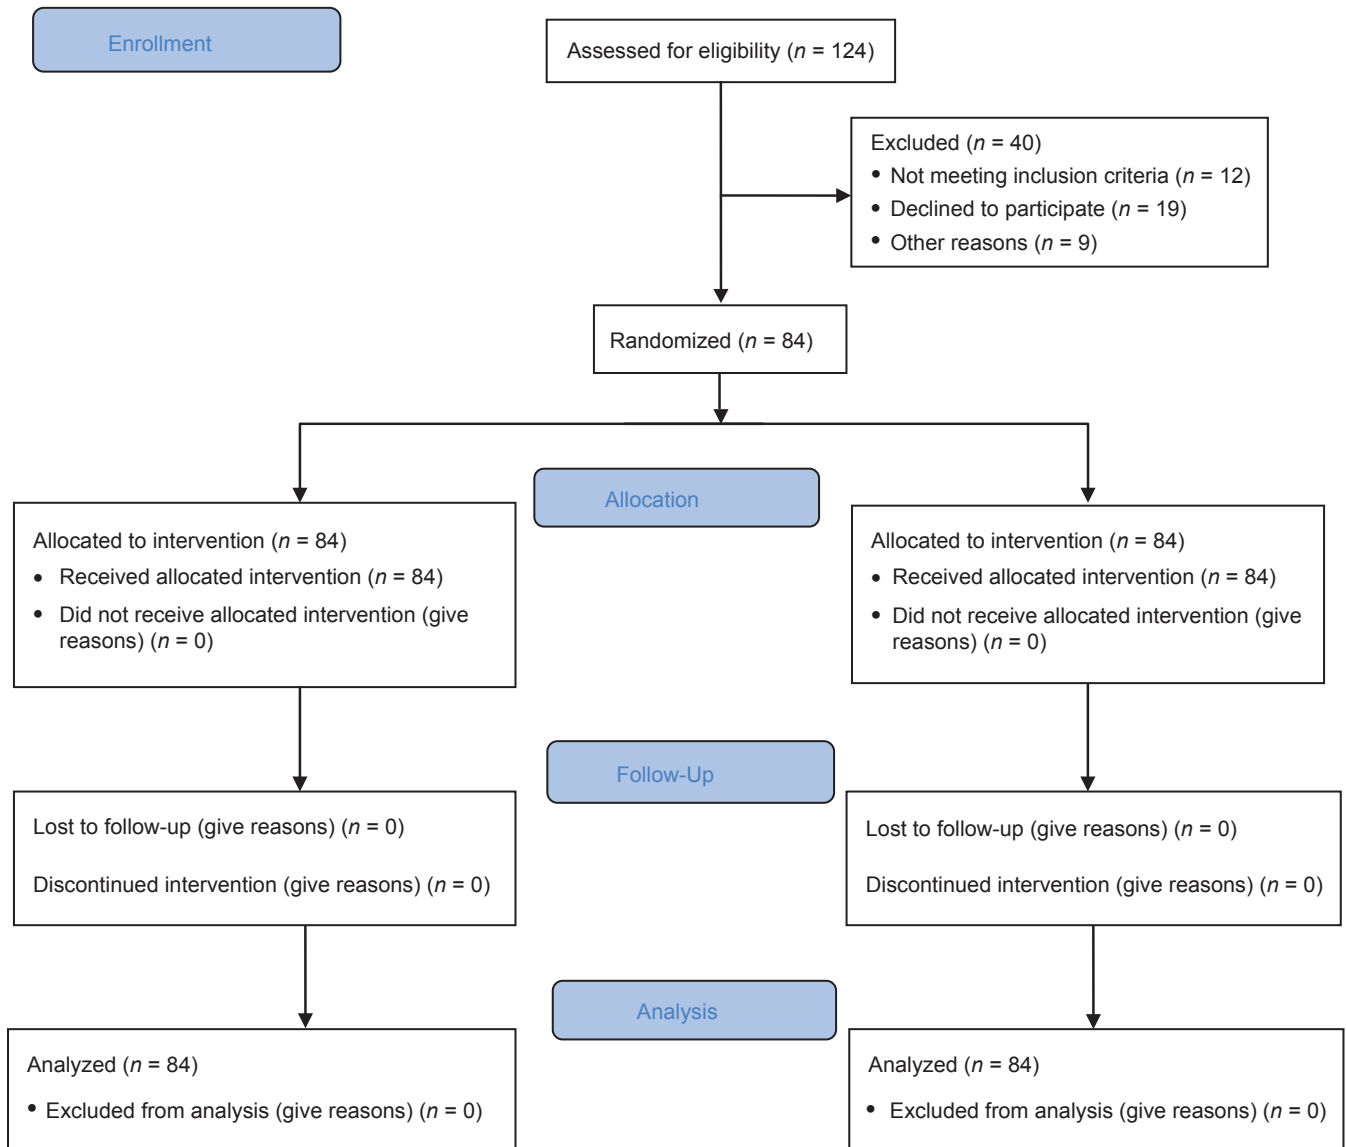 Enrollment
Assessed for eligibility (n = 124)
Excluded (n = 40)
• Not meeting inclusion criteria (n = 12)
• Declined to participate (n = 19)
• Other reasons (n = 9)
Randomized (n = 84)
Allocation
Allocated to intervention (n = 84)
• Received allocated intervention (n = 84)
• Did not receive allocated intervention (give
reasons) (n = 0)
Allocated to intervention (n = 84)
• Received allocated intervention (n = 84)
• Did not receive allocated intervention (give
reasons) (n = 0)
Follow-Up
Lost to follow-up (give reasons) (n = 0)
Discontinued intervention (give reasons) (n = 0)
Lost to follow-up (give reasons) (n = 0)
Discontinued intervention (give reasons) (n = 0)
Analysis
Analyzed (n = 84)
• Excluded from analysis (give reasons) (n = 0)
Analyzed (n = 84)
• Excluded from analysis (give reasons) (n = 0)